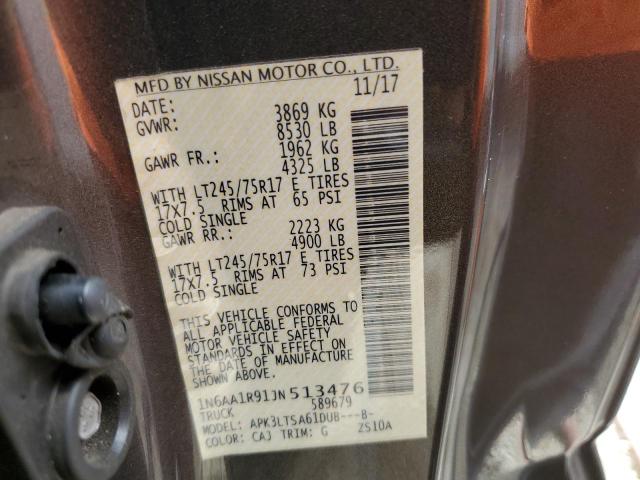 MFD BY NISSAN MOTOR CO., LTD.
DATE: 11/17
GVWR: 3869 KG
8530 LB
GAWR FR.: 1962 KG
4325 LB
WITH LT245/75R17 E TIRES
17X7.5 RIMS AT 65 PSI
COLD SINGLE
GAWR RR.: 2223 KG
4900 LB
WITH LT245/75R17 E TIRES
17X7.5 RIMS AT 73 PSI
COLD SINGLE
THIS VEHICLE CONFORMS TO
ALL APPLICABLE FEDERAL
MOTOR VEHICLE SAFETY
STANDARDS IN EFFECT ON
THE DATE OF MANUFACTURE
SHOWN ABOVE.
1N6AA1R91JN513476
TRUCK 589679
MODEL: APK3LTSA61DUB---B-
COLOR: CAJ TRIM: G ZS10A